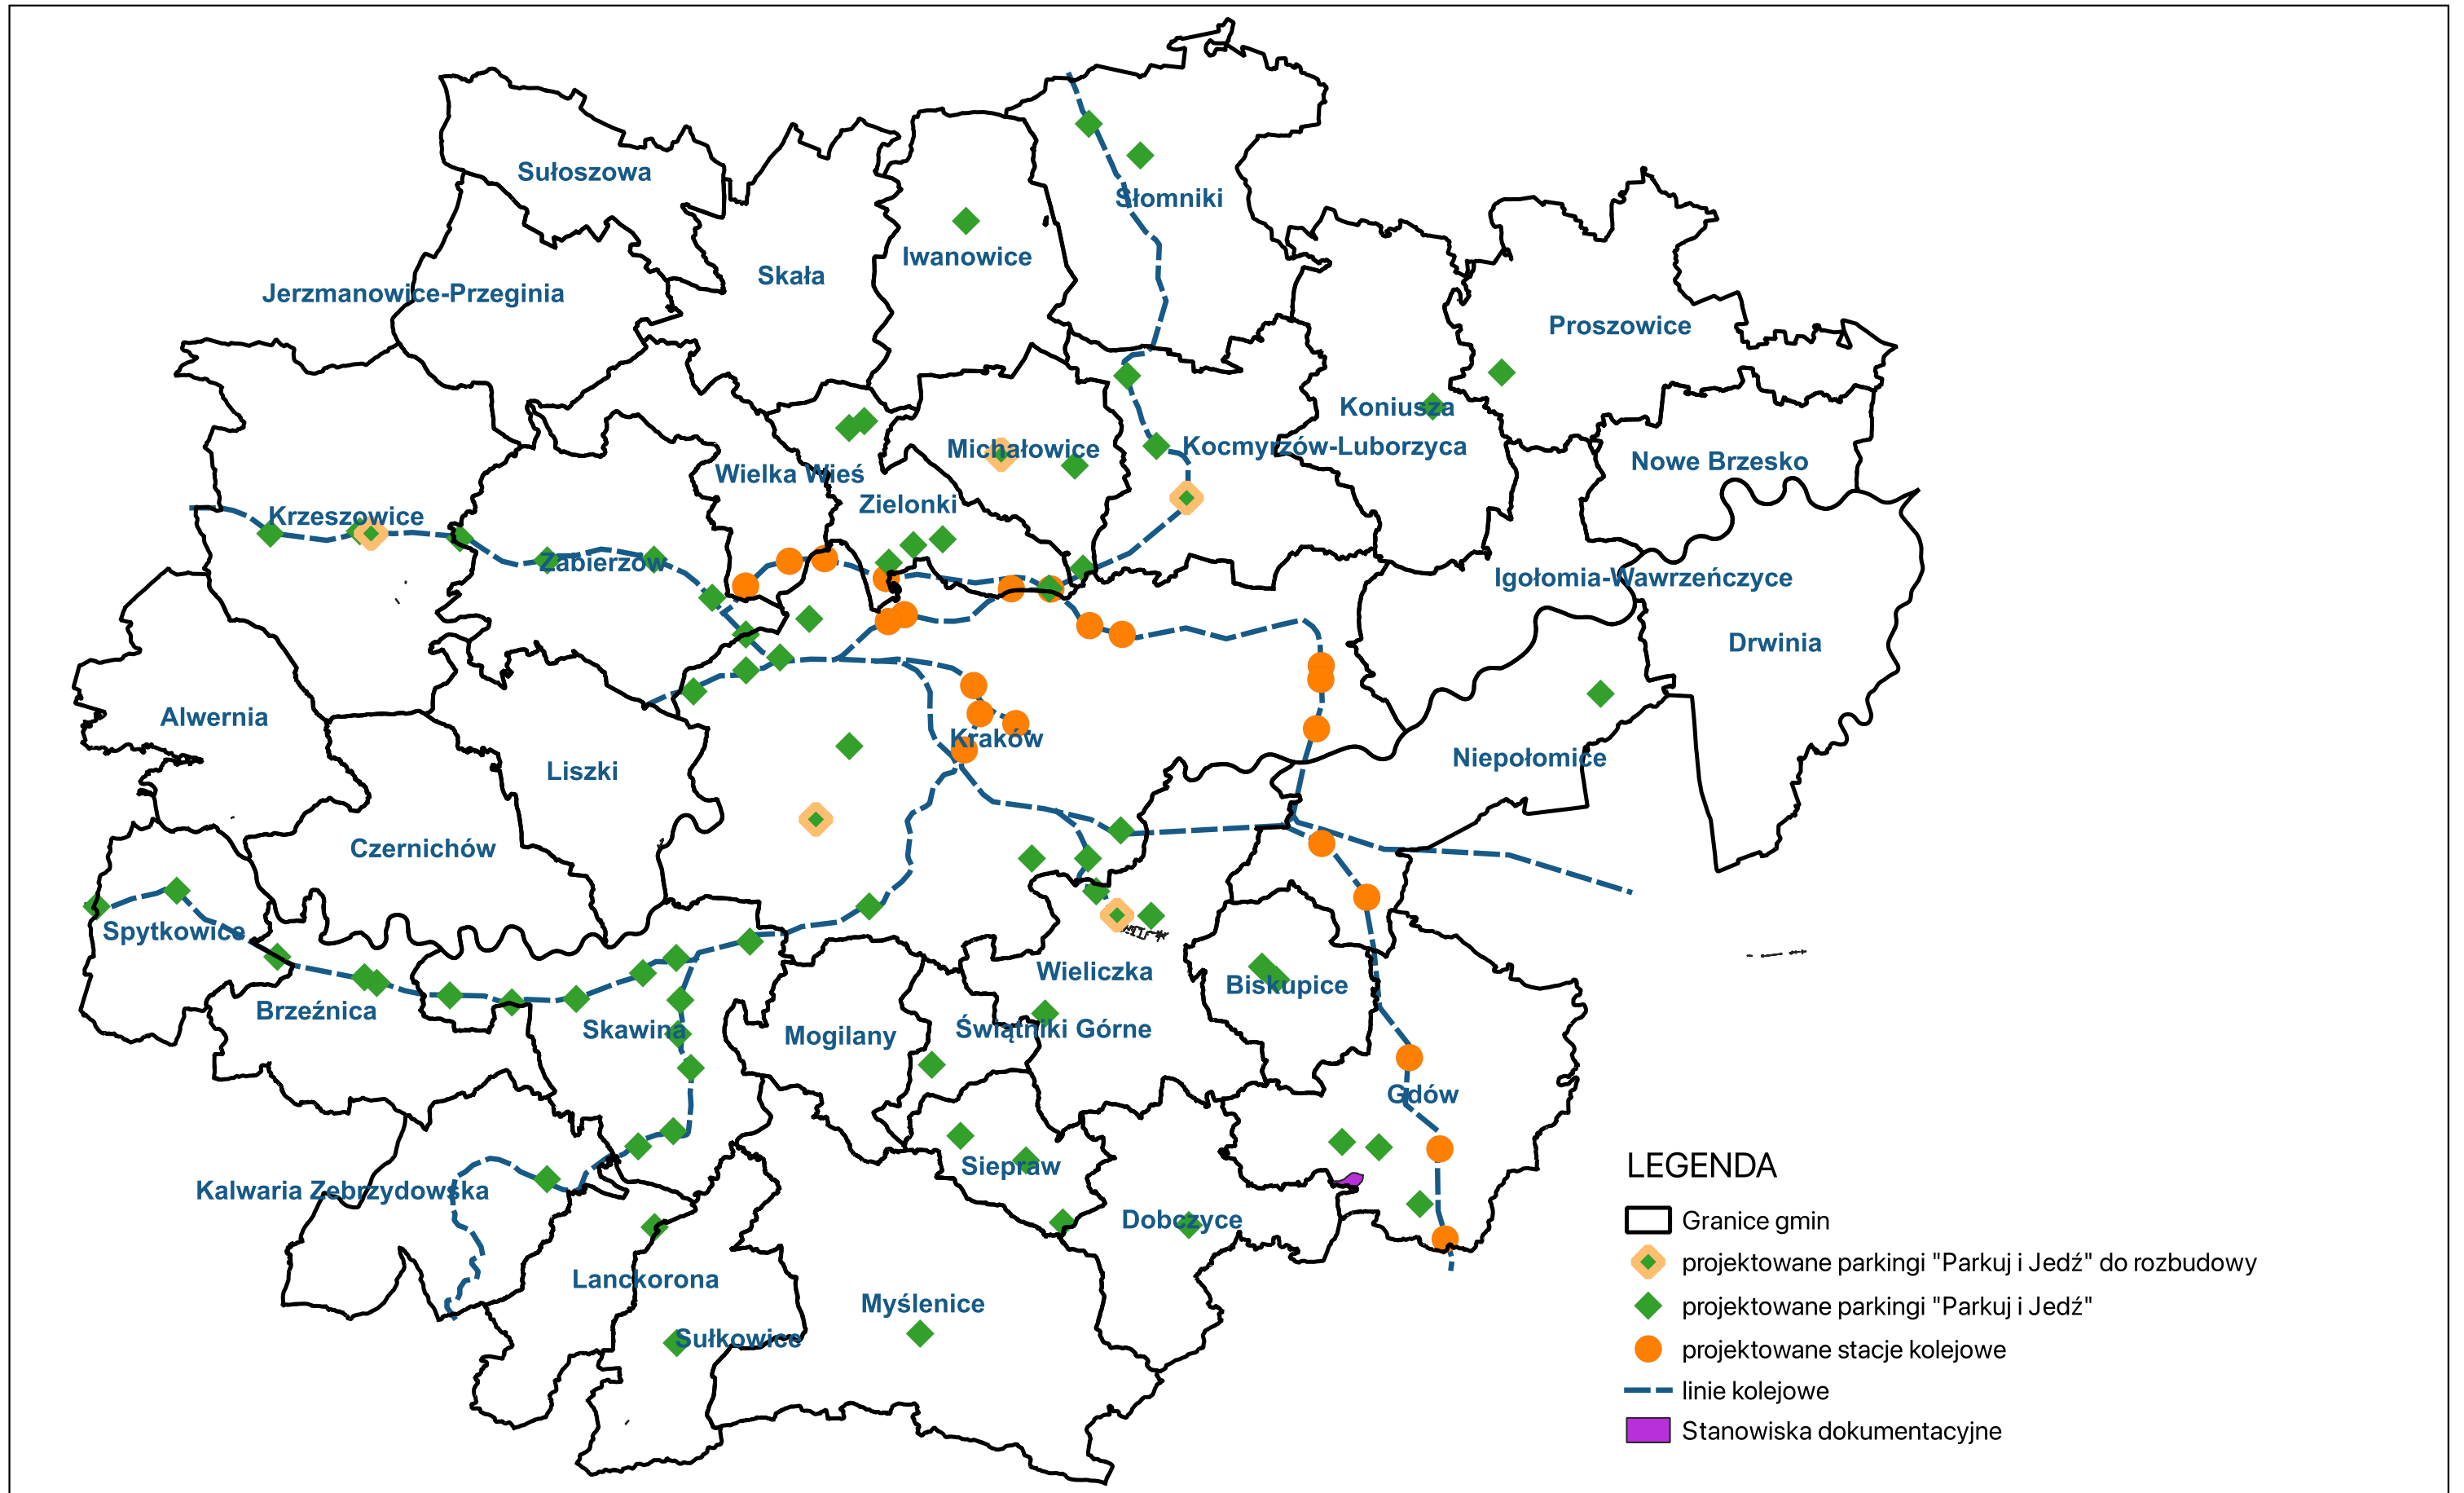 Sułoszowa
Słomniki
Iwanowice
Skała
Jerzmanowice-Przeginia
Proszowice
Koniusza
Michałowice
Kocmyrzów-Luborzyca
Nowe Brzesko
Wielka Wieś
Zielonki
Krzeszowice
Zabierzów
Igołomia-Wawrzeńczyce
Drwinia
Alwernia
Kraków
Niepołomice
Liszki
Czernichów
Spytkowice
Wieliczka
Biskupice
Brzeźnica
Skawina
Mogilany
Świątniki Górne
Gdów
Siepraw
Kalwaria Zebrzydowska
Dobczyce
Lanckorona
Myślenice
Sułkowice
LEGENDA
Granice gmin
projektowane parkingi "Parkuj i Jedź" do rozbudowy
projektowane parkingi "Parkuj i Jedź"
projektowane stacje kolejowe
linie kolejowe
Stanowiska dokumentacyjne